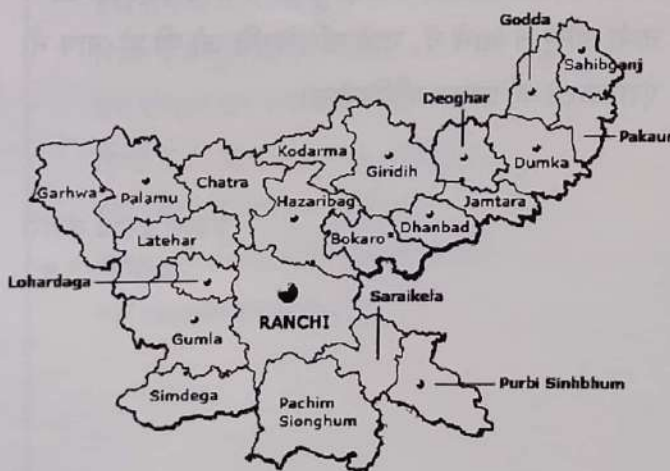 Godda
Sahibganj
Deoghar
Pakaur
Kodarma
Giridih
Dumka
Garhwa
Palamu
Chatra
Hazaribag
Jamtara
Latehar
Bokaro
Dhanbad
Lohardaga
Saraikela
RANCHI
Gumla
Purbi Sinhbhum
Simdega
Pachim
Sionghum